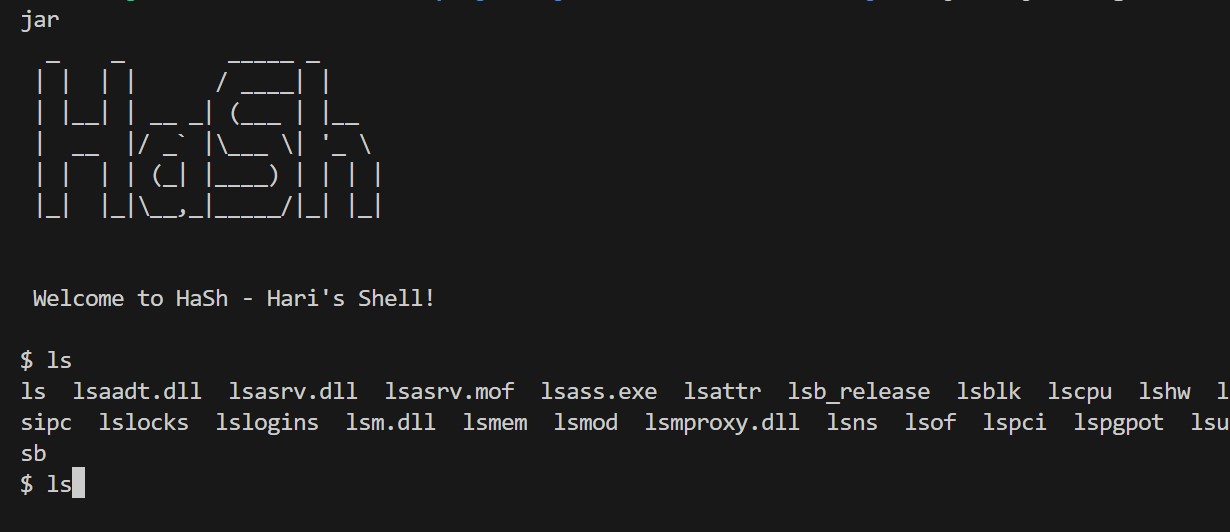 jar
  _    _        _____ _
 | |  | |      / ____| |
 | |__| | __ _| (___ | |__
 |  __  |/ _` |\___ \| '_ \
 | |  | | (_| |____) | | | |
 |_|  |_|\__,_|_____/|_| |_|
Welcome to HaSh - Hari's Shell!
$ ls
ls  lsaadt.dll  lsasrv.dll  lsasrv.mof  lsass.exe  lsattr  lsb_release  lsblk  lscpu  lshw  l
sipc  lslocks  lslogins  lsm.dll  lsmem  lsmod  lsmproxy.dll  lsns  lsof  lspci  lspgpot  lsu
sb
$ ls